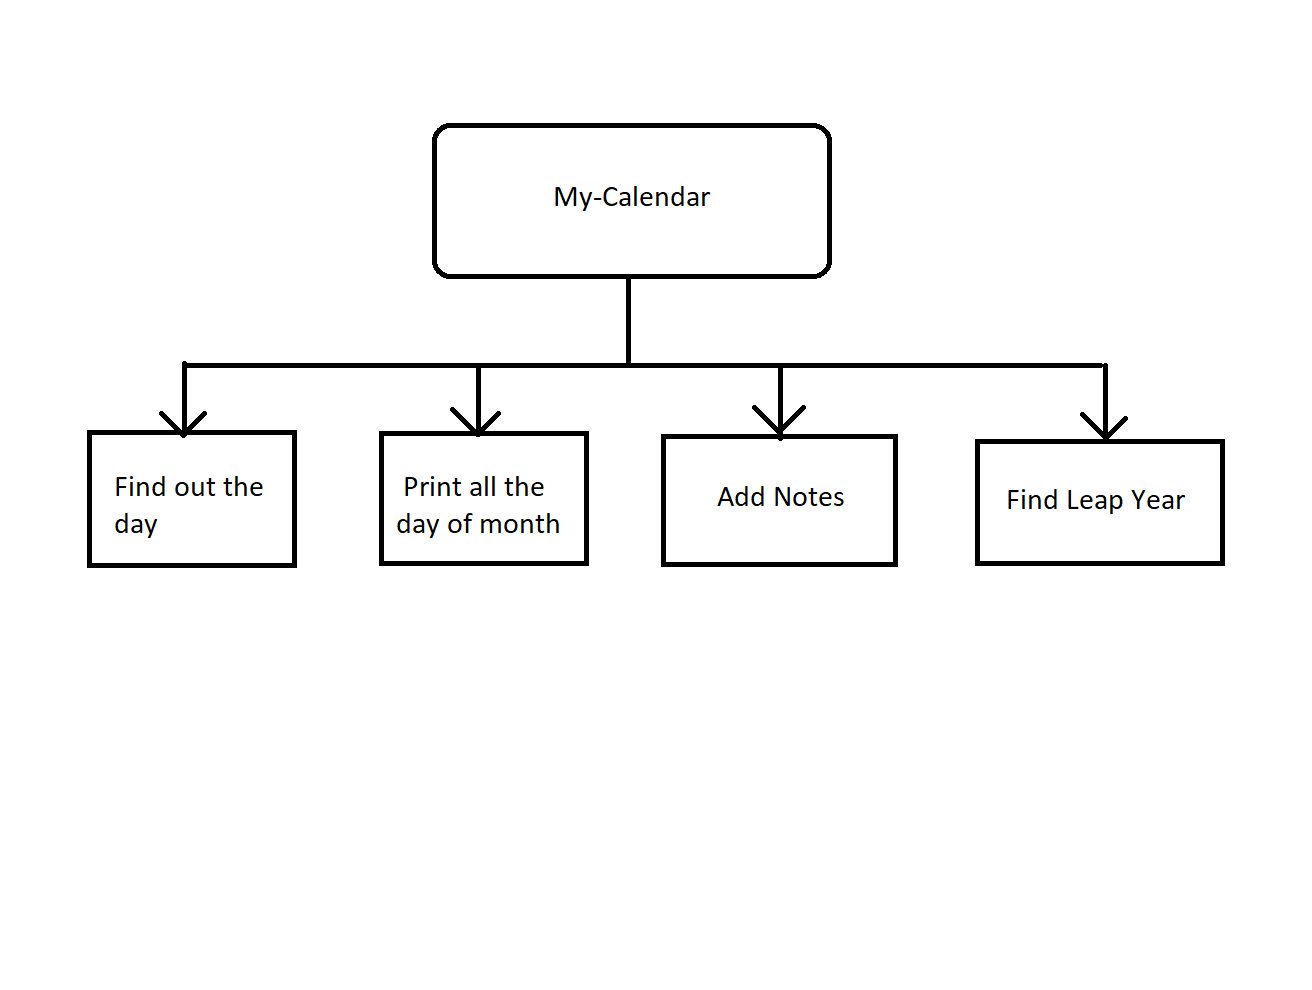 My-Calendar
Find out the
day
Print all the
day of month
Add Notes
Find Leap Year